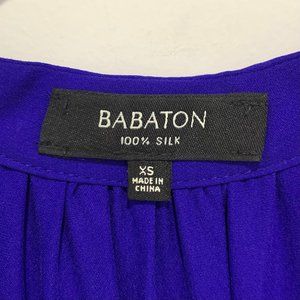 BABATON
100% SILK
XS
MADE IN
CHINA